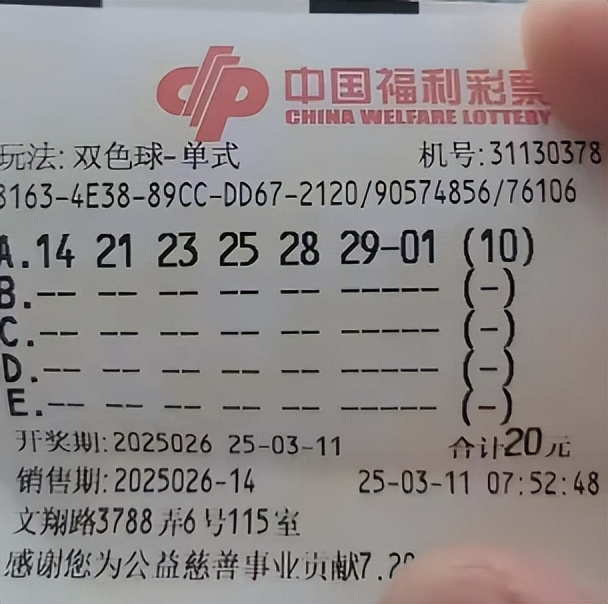 中国福利彩票
CHINA WELFARE LOTTERY
玩法:双色球-单式 机号:31130378
8163-4E38-89CC-DD67-2120/90574856/76106
A.14 21 23 25 28 29-01 (10)
B.-- -- -- -- -- ----- (-)
C.-- -- -- -- -- ----- (-)
D.-- -- -- -- -- ----- (-)
E.-- -- -- -- -- ----- (-)
开奖期:2025026 25-03-11 合计20元
销售期:2025026-14 25-03-11 07:52:48
文翔路3788弄6号115室
感谢您为公益慈善事业贡献7.20